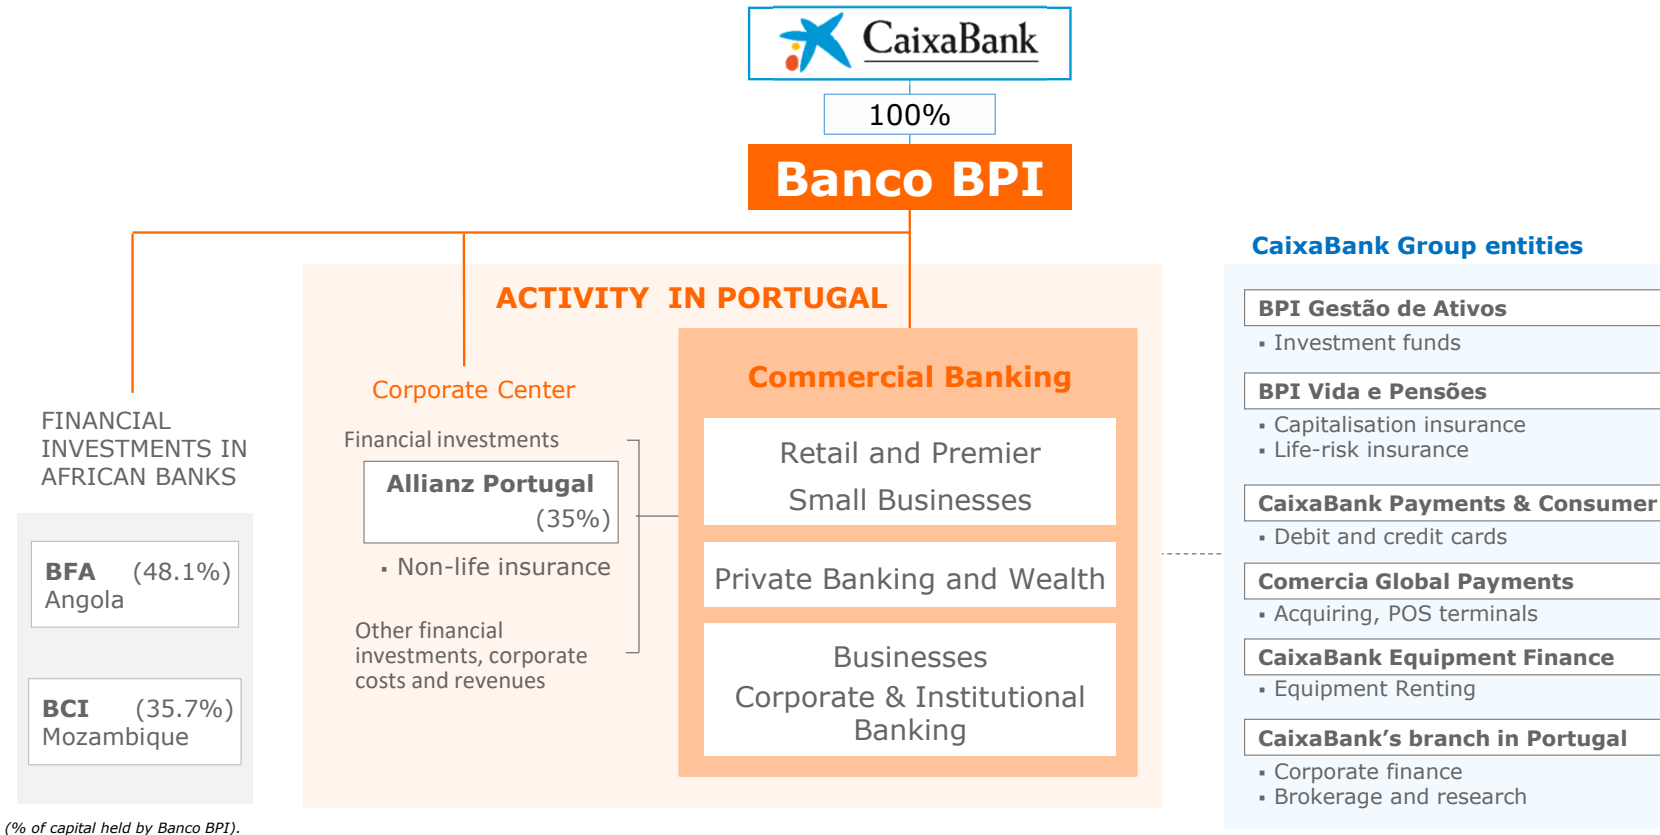 CaixaBank
100%
Banco BPI
FINANCIAL
INVESTMENTS IN
AFRICAN BANKS
BFA (48.1%)
Angola
BCI (35.7%)
Mozambique
(% of capital held by Banco BPI).
ACTIVITY IN PORTUGAL
Corporate Center
Financial investments
Allianz Portugal
(35%)
▪ Non-life insurance
Other financial
investments, corporate
costs and revenues
Commercial Banking
Retail and Premier
Small Businesses
Private Banking and Wealth
Businesses
Corporate & Institutional
Banking
CaixaBank Group entities
BPI Gestão de Ativos
▪ Investment funds
BPI Vida e Pensões
▪ Capitalisation insurance
▪ Life-risk insurance
CaixaBank Payments & Consumer
▪ Debit and credit cards
Comercia Global Payments
▪ Acquiring, POS terminals
CaixaBank Equipment Finance
▪ Equipment Renting
CaixaBank’s branch in Portugal
▪ Corporate finance
▪ Brokerage and research